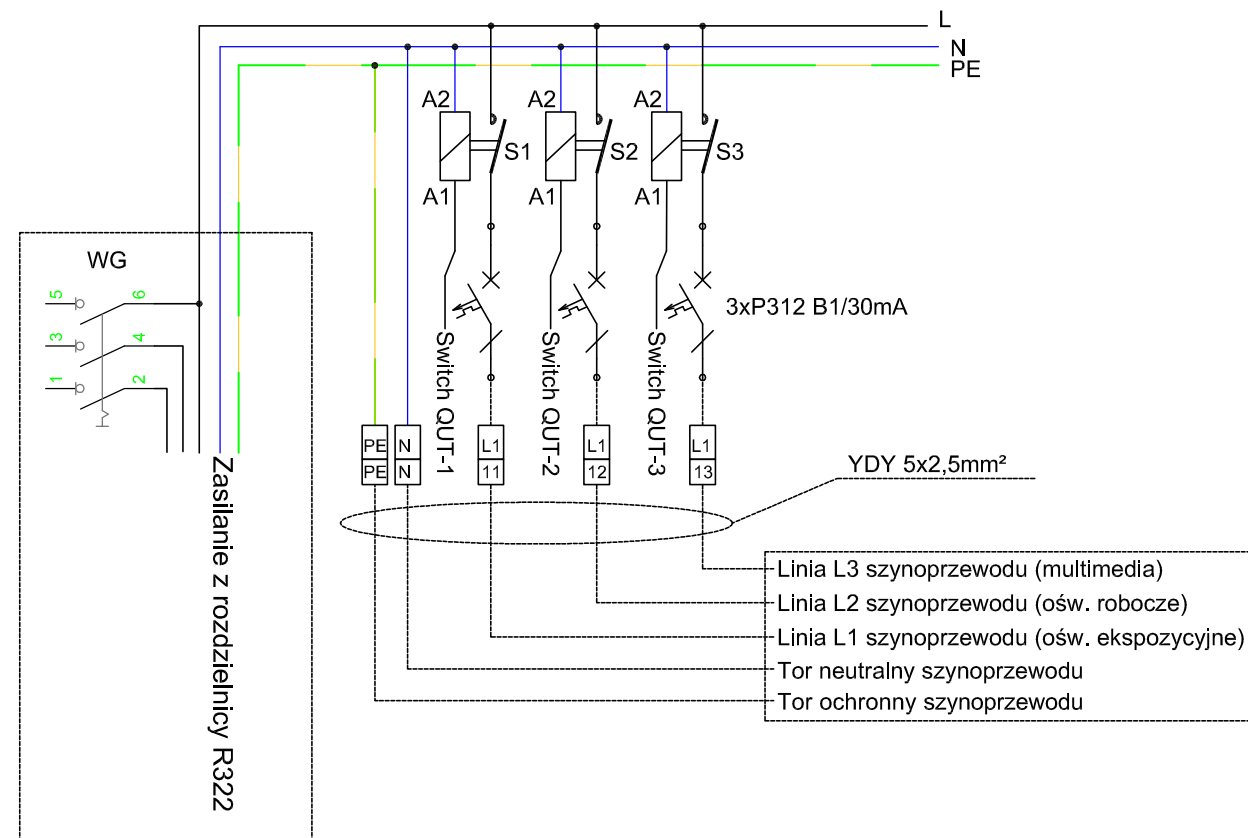 L
N
PE
A2
A2
A2
S1
S2
S3
A1
A1
A1
WG
5
6
3
4
1
2
3xP312 B1/30mA
Switch QUT-1
Switch QUT-2
Switch QUT-3
PE
N
L1
L1
L1
PE
N
11
12
13
YDY 5x2,5mm²
Zasilanie z rozdzielnicy R322
Linia L3 szynoprzewodu (multimedia)
Linia L2 szynoprzewodu (ośw. robocze)
Linia L1 szynoprzewodu (ośw. ekspozycyjne)
Tor neutralny szynoprzewodu
Tor ochronny szynoprzewodu